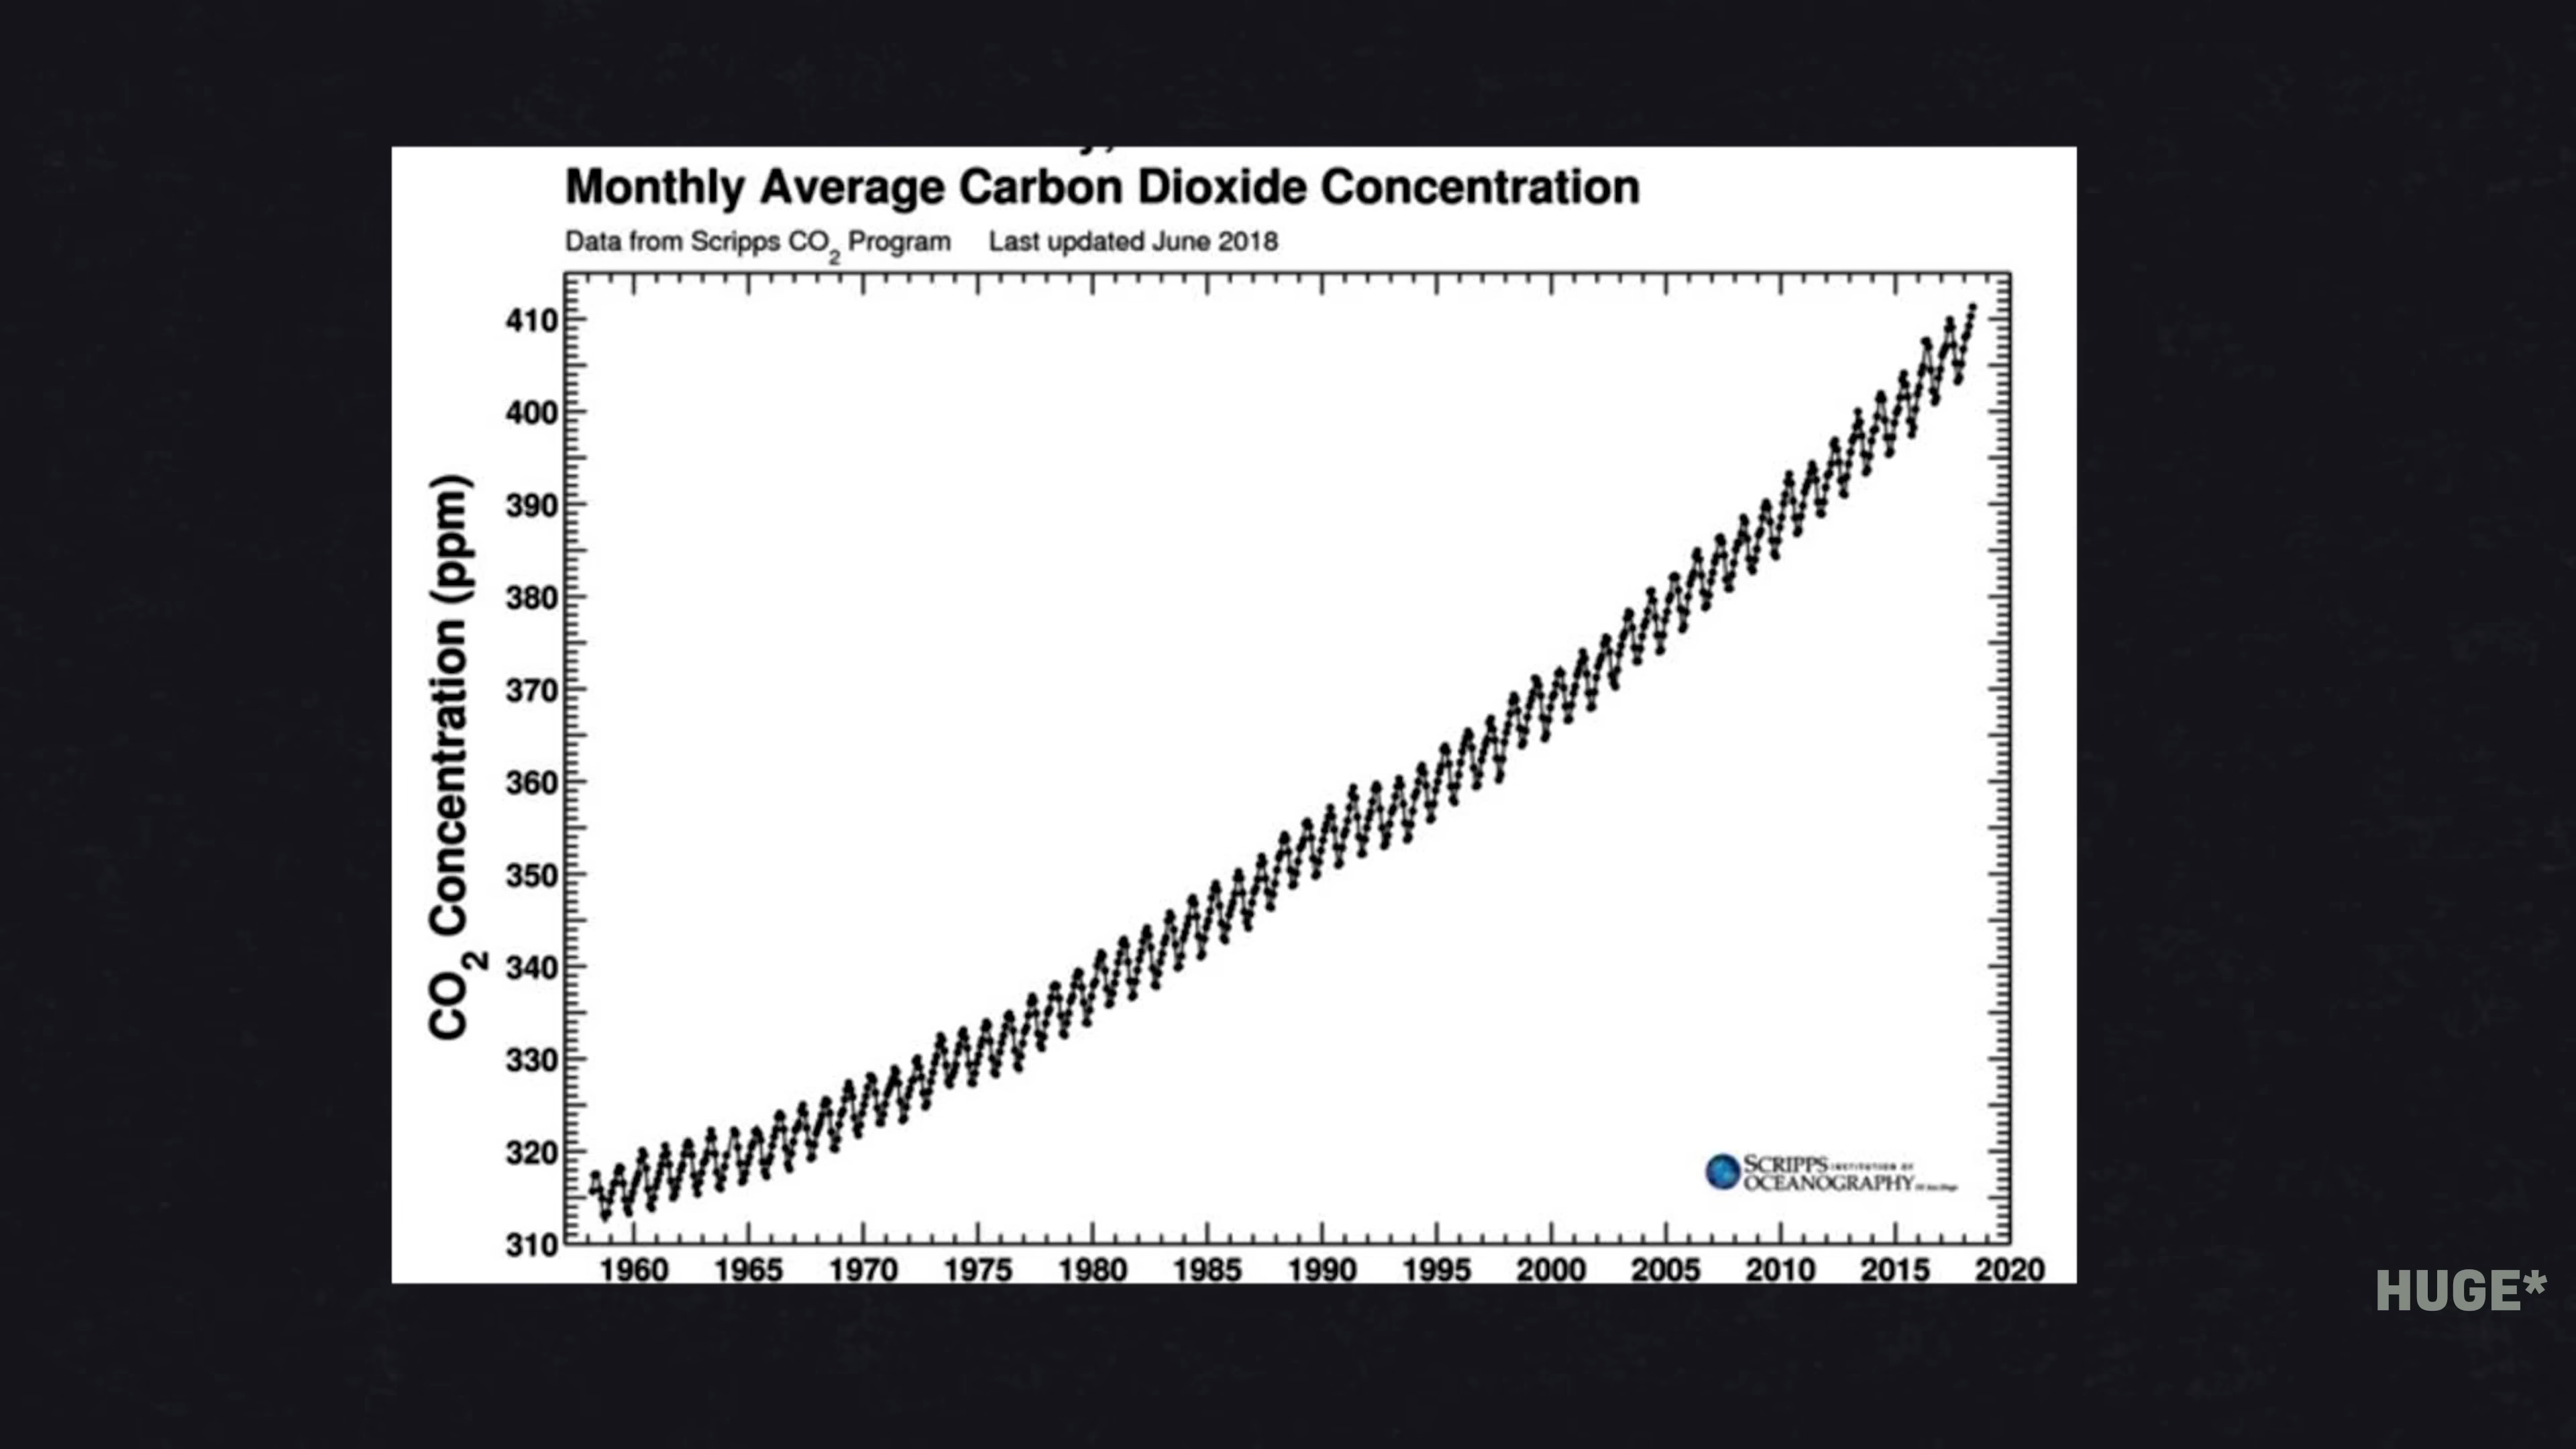 Monthly Average Carbon Dioxide Concentration
Data from Scripps CO2 Program Last updated June 2018
CO2 Concentration (ppm)
410
400
390
380
370
360
350
340
330
320
310
1960 1965 1970 1975 1980 1985 1990 1995 2000 2005 2010 2015 2020
SCRIPPS INSTITUTION OF
OCEANOGRAPHY
HUGE*